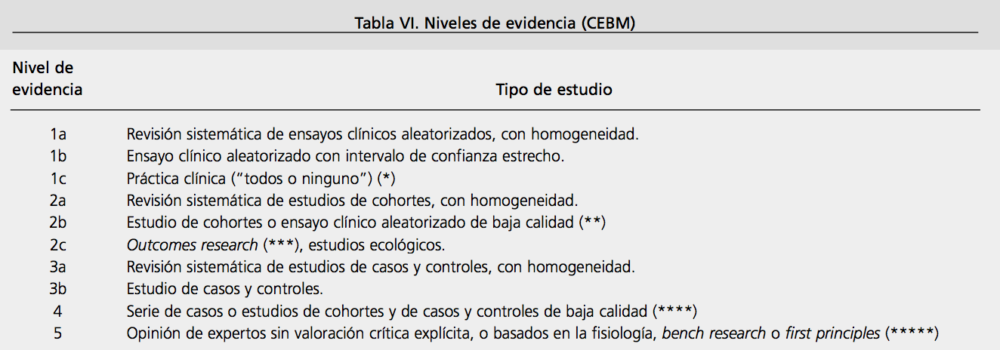 Tabla VI. Niveles de evidencia (CEBM)
Nivel de
evidencia Tipo de estudio
1a Revisión sistemática de ensayos clínicos aleatorizados, con homogeneidad.
1b Ensayo clínico aleatorizado con intervalo de confianza estrecho.
1c Práctica clínica (“todos o ninguno”) (*)
2a Revisión sistemática de estudios de cohortes, con homogeneidad.
2b Estudio de cohortes o ensayo clínico aleatorizado de baja calidad (**)
2c Outcomes research (***), estudios ecológicos.
3a Revisión sistemática de estudios de casos y controles, con homogeneidad.
3b Estudio de casos y controles.
4 Serie de casos o estudios de cohortes y de casos y controles de baja calidad (****)
5 Opinión de expertos sin valoración crítica explícita, o basados en la fisiología, bench research o first principles (*****)